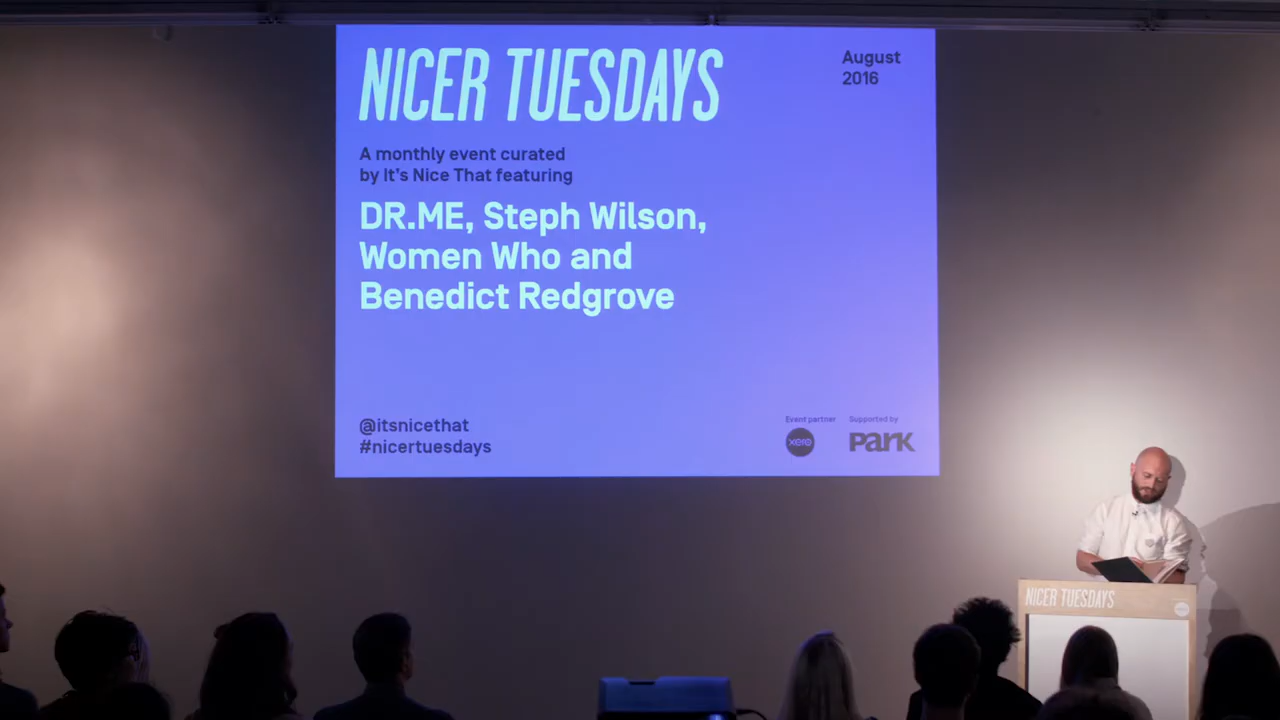 NICER TUESDAYS
August
2016
A monthly event curated
by It's Nice That featuring
DR.ME, Steph Wilson,
Women Who and
Benedict Redgrove
@itsnicethat
#nicertuesdays
Event partner
xero
Supported by
Park
NICER TUESDAYS